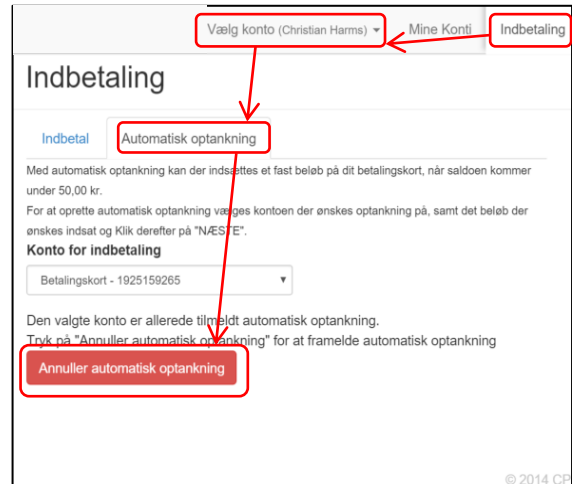 Vælg konto (Christian Harms) Mine Konti Indbetaling
Indbetaling
Indbetal Automatisk optankning
Med automatisk optankning kan der indsættes et fast beløb på dit betalingskort, når saldoen kommer
under 50,00 kr.
For at oprette automatisk optankning vælges kontoen der ønskes optankning på, samt det beløb der
ønskes indsat og Klik derefter på "NÆSTE".
Konto for indbetaling
Betalingskort - 1925159265
Den valgte konto er allerede tilmeldt automatisk optankning.
Tryk på "Annuller automatisk optankning" for at framelde automatisk optankning
Annuller automatisk optankning
© 2014 CP